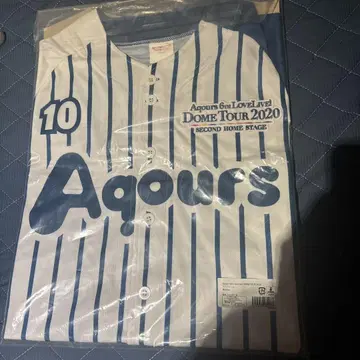 Aqours 6th LoveLive!
DOME TOUR 2020
SECOND HOME STAGE
10
Aqours